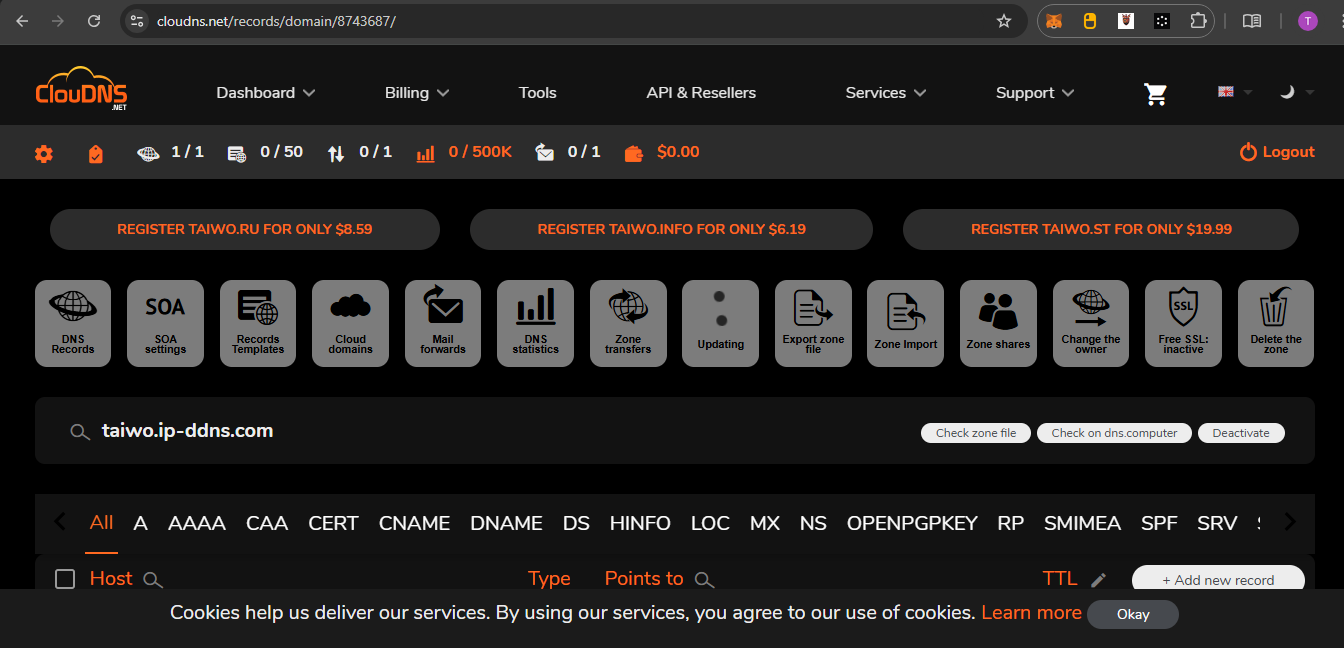 cloudns.net/records/domain/8743687/
T
ClouDNS
.NET
Dashboard
Billing
Tools
API & Resellers
Services
Support
1 / 1
0 / 50
0 / 1
0 / 500K
0 / 1
$0.00
Logout
REGISTER TAIWO.RU FOR ONLY $8.59
REGISTER TAIWO.INFO FOR ONLY $6.19
REGISTER TAIWO.ST FOR ONLY $19.99
DNS
Records
SOA
SOA
settings
Records
Templates
Cloud
domains
Mail
forwards
DNS
statistics
Zone
transfers
Updating
Export zone
file
Zone Import
Zone shares
Change the
owner
SSL
Free SSL:
inactive
Delete the
zone
taiwo.ip-ddns.com
Check zone file
Check on dns.computer
Deactivate
All A AAAA CAA CERT CNAME DNAME DS HINFO LOC MX NS OPENPGPKEY RP SMIMEA SPF SRV
Host
Type
Points to
TTL
+ Add new record
Cookies help us deliver our services. By using our services, you agree to our use of cookies. Learn more
Okay